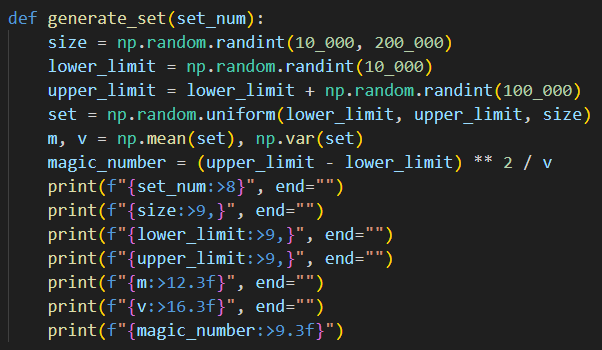 def generate_set(set_num):
    size = np.random.randint(10_000, 200_000)
    lower_limit = np.random.randint(10_000)
    upper_limit = lower_limit + np.random.randint(100_000)
    set = np.random.uniform(lower_limit, upper_limit, size)
    m, v = np.mean(set), np.var(set)
    magic_number = (upper_limit - lower_limit) ** 2 / v
    print(f"{set_num:>8}", end="")
    print(f"{size:>9,}", end="")
    print(f"{lower_limit:>9,}", end="")
    print(f"{upper_limit:>9,}", end="")
    print(f"{m:>12.3f}", end="")
    print(f"{v:>16.3f}", end="")
    print(f"{magic_number:>9.3f}")